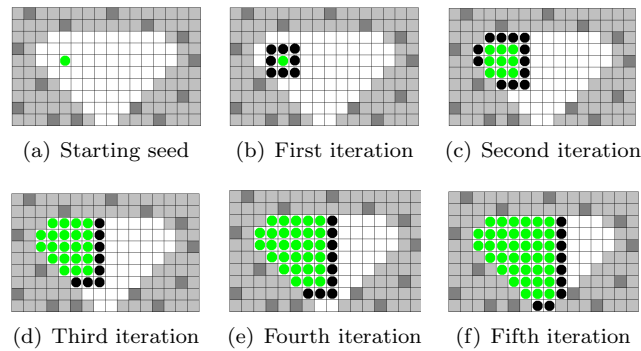 (a) Starting seed
(b) First iteration
(c) Second iteration
(d) Third iteration
(e) Fourth iteration
(f) Fifth iteration